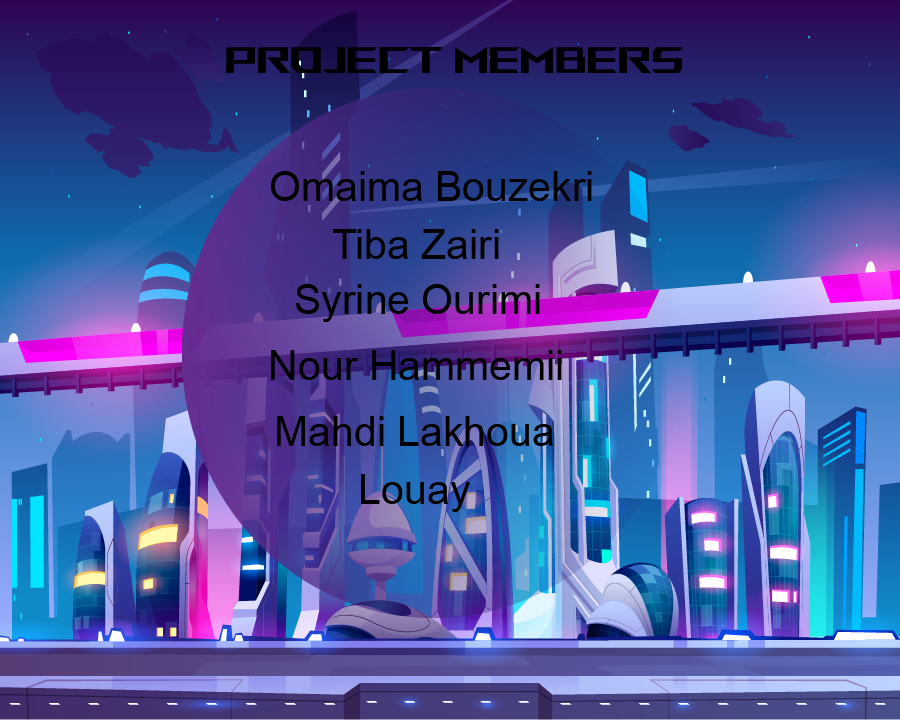 PROJECT MEMBERS
Omaima Bouzekri
Tiba Zairi
Syrine Ourimi
Nour Hammemii
Mahdi Lakhoua
Louay